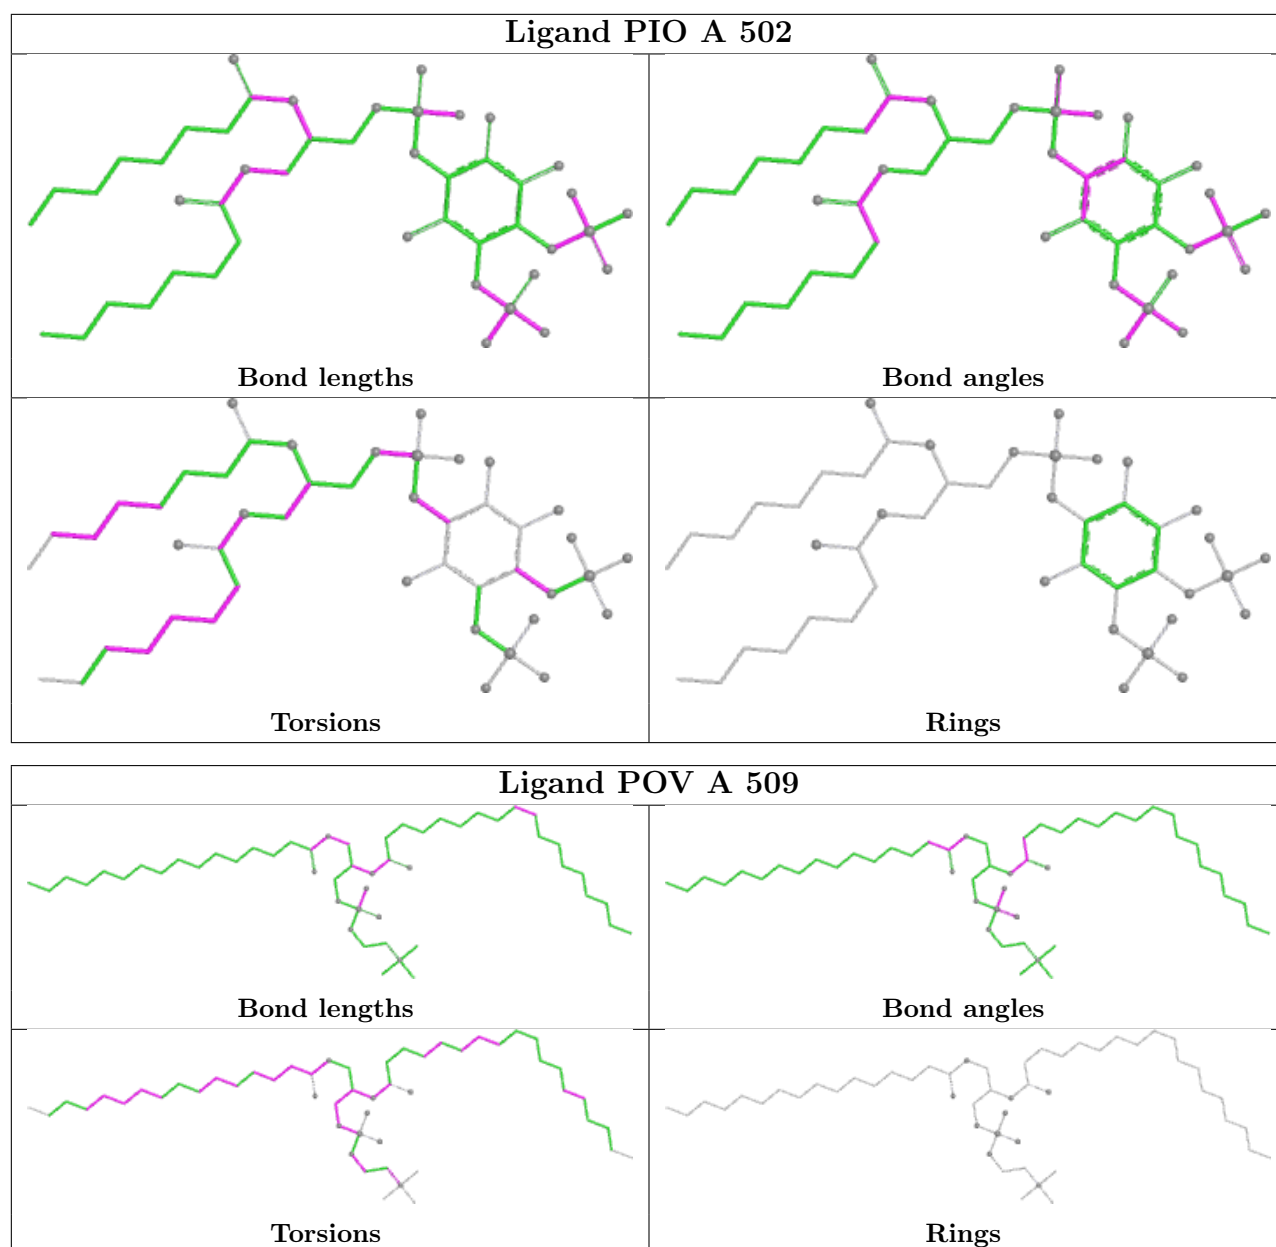 Ligand PIO A 502
Bond lengths
Bond angles
Torsions
Rings
Ligand POV A 509
Bond lengths
Bond angles
Torsions
Rings